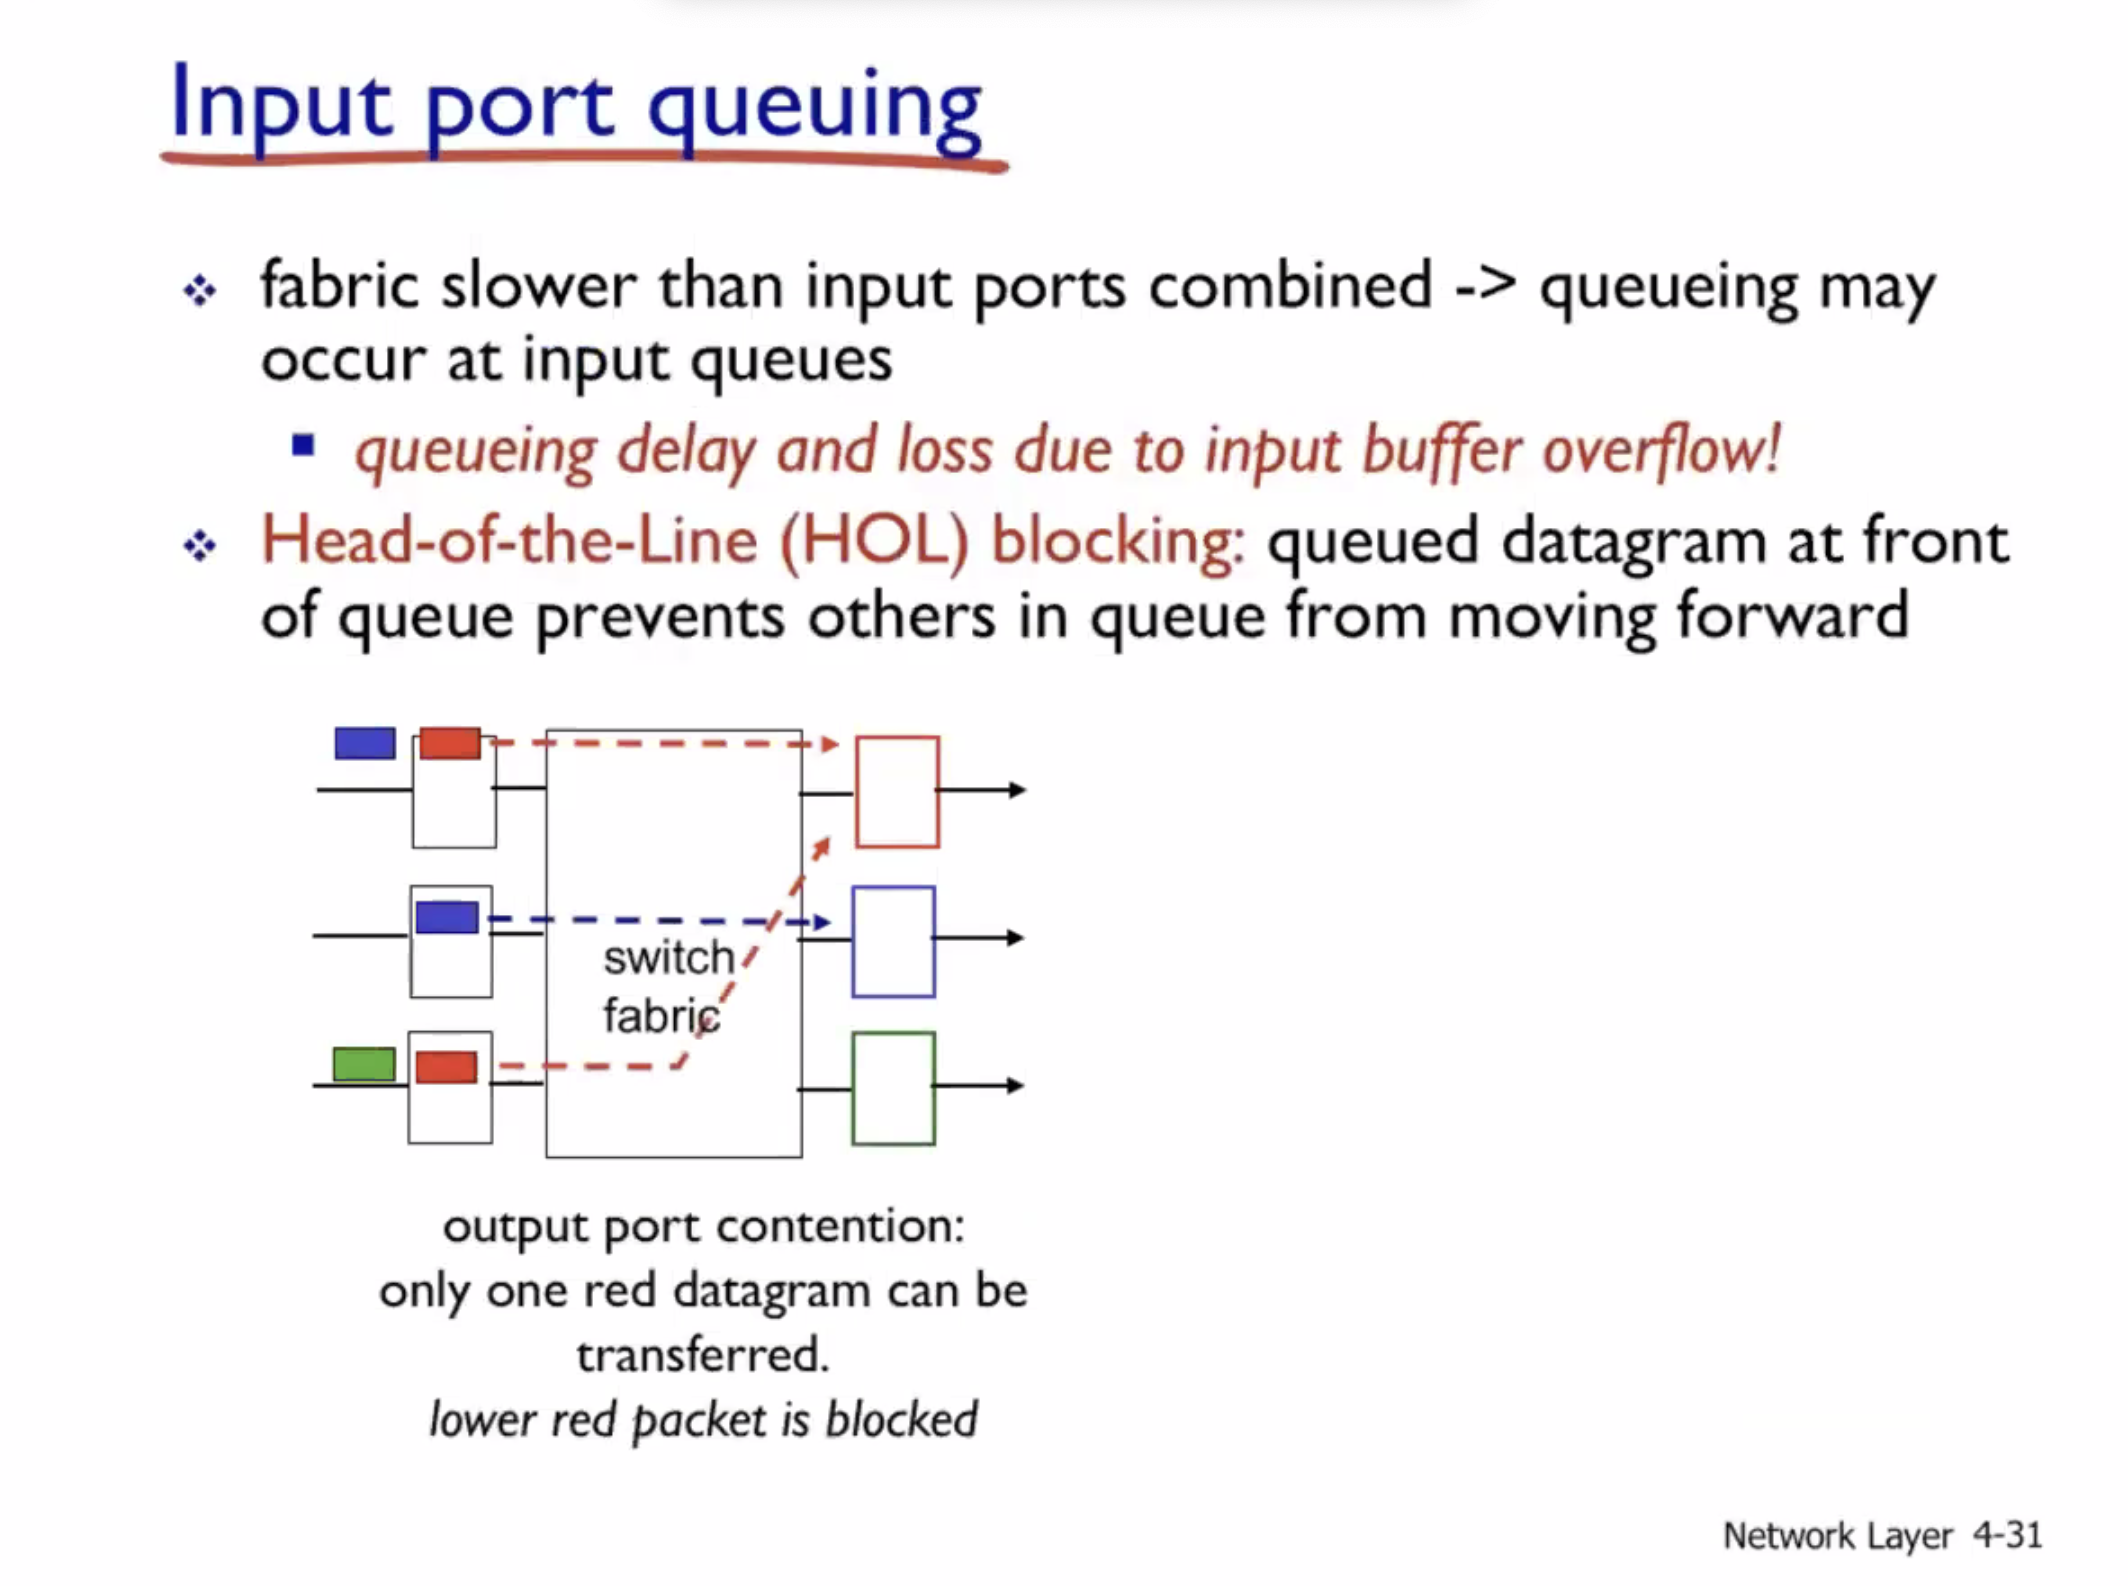 Input port queuing
fabric slower than input ports combined -> queueing may
occur at input queues
queueing delay and loss due to input buffer overflow!
Head-of-the-Line (HOL) blocking: queued datagram at front
of queue prevents others in queue from moving forward
switch
fabric
output port contention:
only one red datagram can be
transferred.
lower red packet is blocked
Network Layer 4-31